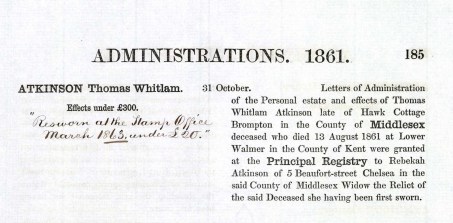 ADMINISTRATIONS. 1861. 185
ATKINSON Thomas Whitlam.
Effects under £300.
"Resworn at the Stamp Office
March 1863, under £20."
31 October. Letters of Administration
of the Personal estate and effects of Thomas
Whitlam Atkinson late of Hawk Cottage
Brompton in the County of Middlesex
deceased who died 13 August 1861 at Lower
Walmer in the County of Kent were granted
at the Principal Registry to Rebekah
Atkinson of 5 Beaufort-street Chelsea in the
said County of Middlesex Widow the Relict of
the said Deceased she having been first sworn.